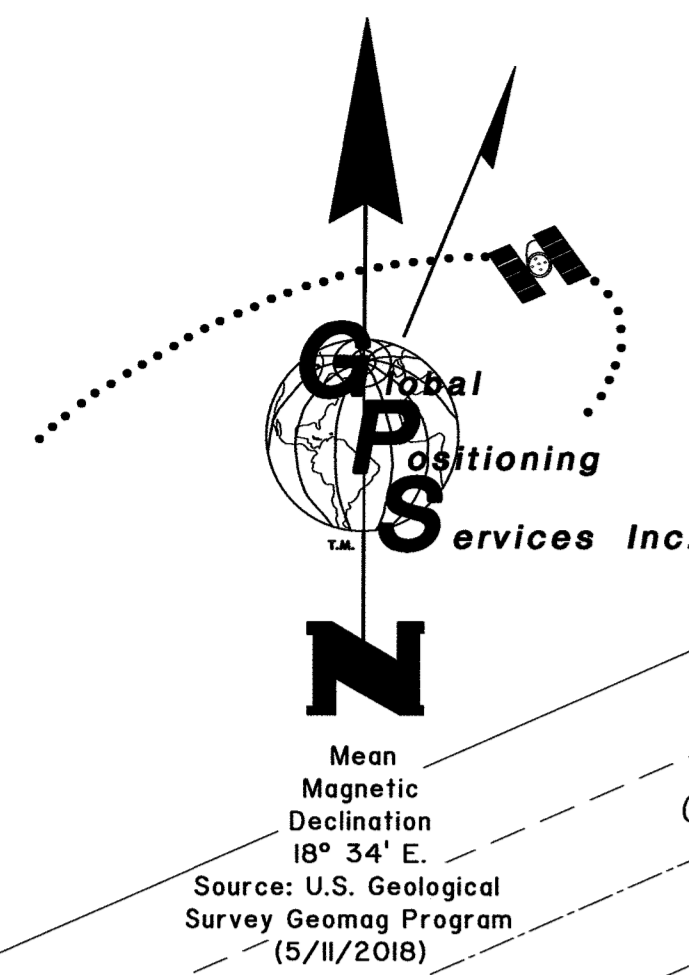 Global
Positioning
Services Inc.
T.M.
N
Mean
Magnetic
Declination
18° 34' E.
Source: U.S. Geological
Survey Geomag Program
(5/11/2018)